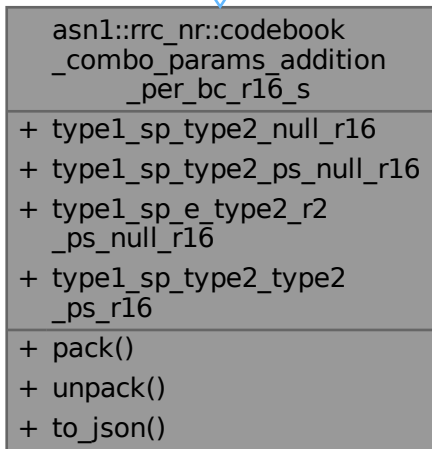 asn1::rrc_nr::codebook
_combo_params_addition
_per_bc_r16_s
+ type1_sp_type2_null_r16
+ type1_sp_type2_ps_null_r16
+ type1_sp_e_type2_r2
_ps_null_r16
+ type1_sp_type2_type2
_ps_r16
+ pack()
+ unpack()
+ to_json()